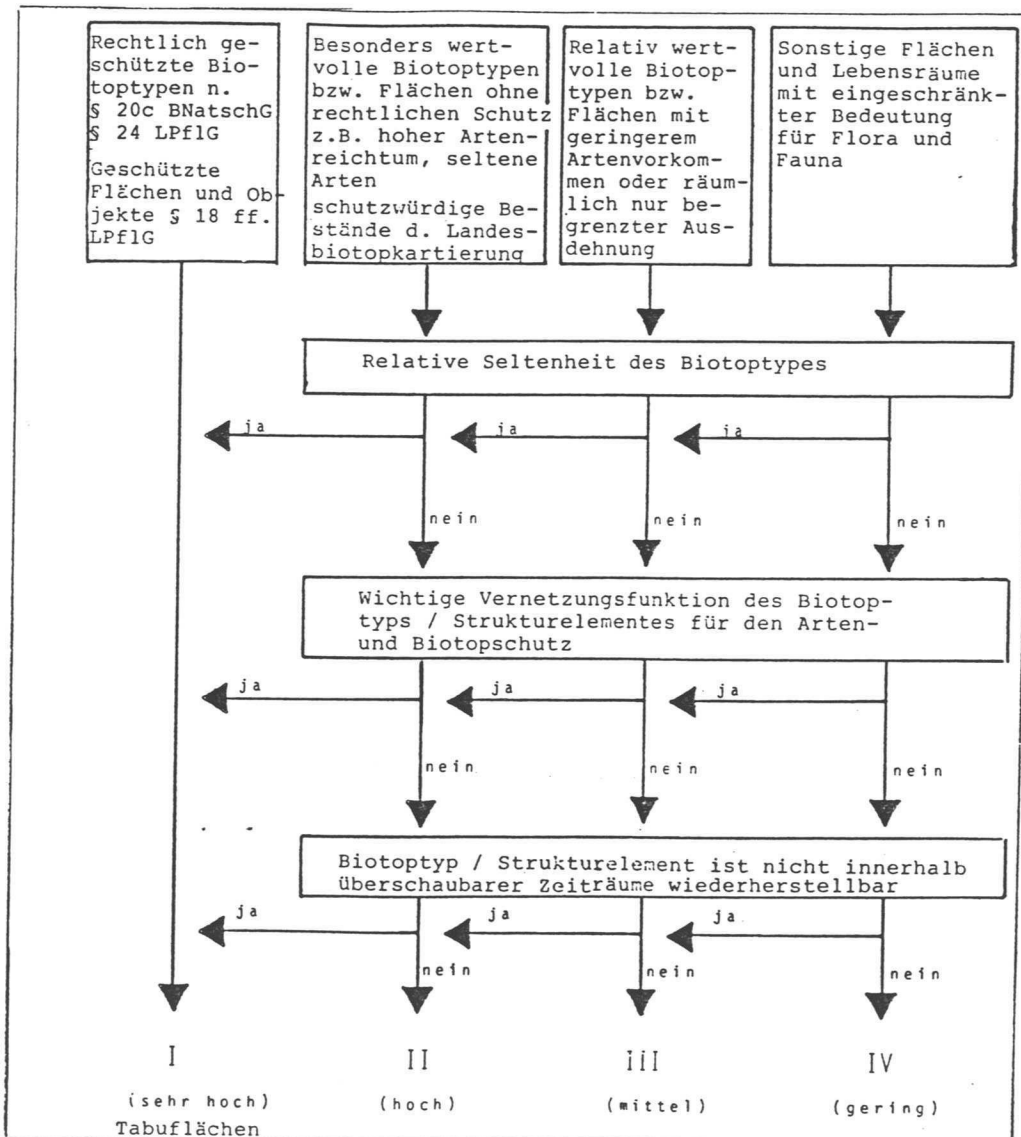 Rechtlich ge-
schützte Bio-
toptypen n.
§ 20c BNatschG
§ 24 LPflG
Geschützte
Flächen und Ob-
jekte § 18 ff.
LPflG
Besonders wert-
volle Biotoptypen
bzw. Flächen ohne
rechtlichen Schutz
z.B. hoher Arten-
reichtum, seltene
Arten
schutzwürdige Be-
stände d. Landes-
biotopkartierung
Relativ wert-
volle Biotop-
typen bzw.
Flächen mit
geringerem
Artenvorkom-
men oder räum-
lich nur be-
grenzter Aus-
dehnung
Sonstige Flächen
und Lebensräume
mit eingeschränk-
ter Bedeutung
für Flora und
Fauna
Relative Seltenheit des Biotoptypes
ja ja ja
nein nein nein
Wichtige Vernetzungsfunktion des Biotop-
typs / Strukturelementes für den Arten-
und Biotopschutz
ja ja ja
nein nein nein
Biotoptyp / Strukturelement ist nicht innerhalb
überschaubarer Zeiträume wiederherstellbar
ja ja ja
nein nein nein
I II III IV
(sehr hoch) (hoch) (mittel) (gering)
Tabuflächen